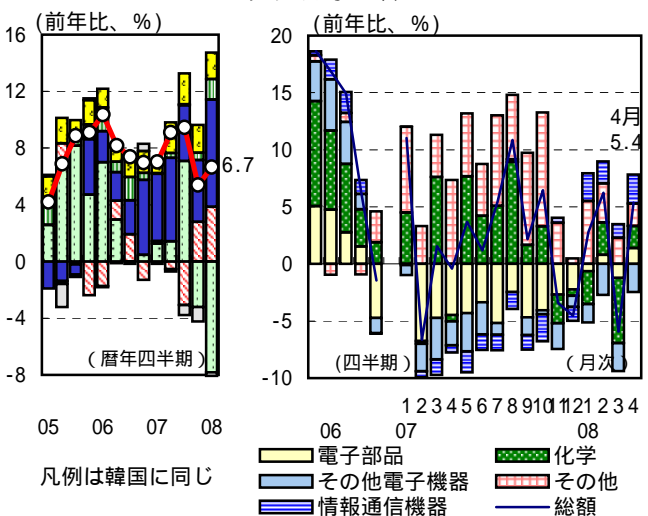 (前年比、%)
16
12
8
4
0
-4
-8
6.7
(暦年四半期)
05 06 07 08
凡例は韓国に同じ
(前年比、%)
20
15
10
5
0
-5
-10
4月
5.4
(四半期)
(月次)
1 2 3 4 5 6 7 8 9 10 11 12 1 2 3 4
06 07 08
電子部品
化学
その他電子機器
その他
情報通信機器
総額